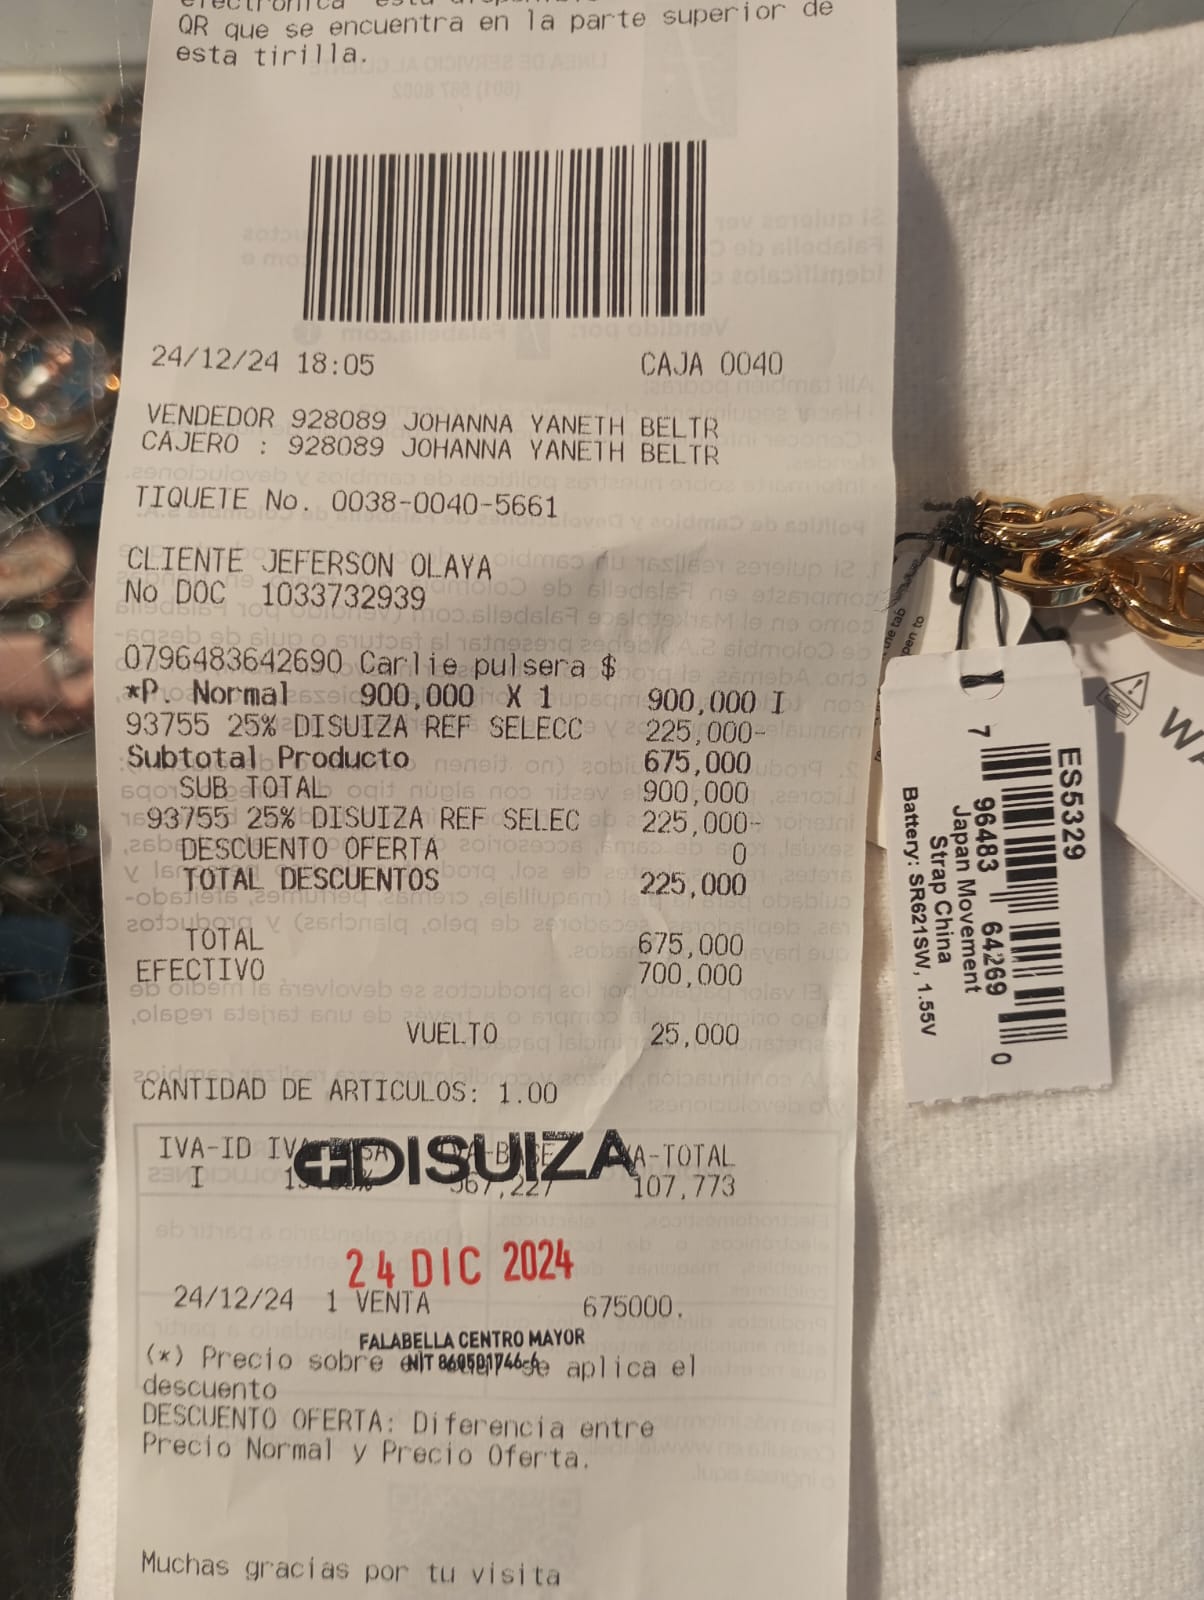 QR que se encuentra en la parte superior de
esta tirilla.
24/12/24 18:05 CAJA 0040
VENDEDOR 928089 JOHANNA YANETH BELTR
CAJERO : 928089 JOHANNA YANETH BELTR
TIQUETE No. 0038-0040-5661
CLIENTE JEFERSON OLAYA
No DOC 1033732939
0796483642690 Carlie pulsera $
*P. Normal 900,000 X 1 900,000 I
93755 25% DISUIZA REF SELECC 225,000-
Subtotal Producto 675,000
SUB TOTAL 900,000
93755 25% DISUIZA REF SELEC 225,000-
DESCUENTO OFERTA 0
TOTAL DESCUENTOS 225,000
TOTAL 675,000
EFECTIVO 700,000
VUELTO 25,000
CANTIDAD DE ARTICULOS: 1.00
IVA-ID
DISUIZA
I 567,227 107,773
24 DIC 2024
24/12/24 1 VENTA 675000.
FALABELLA CENTRO MAYOR
NIT
(*) Precio sobre se aplica el
descuento
DESCUENTO OFERTA: Diferencia entre
Precio Normal y Precio Oferta.
Muchas gracias por tu visita
the tab
pen to
ES5329
7 96483 64269 0
Japan Movement
Strap China
Battery: SR621SW, 1.55V